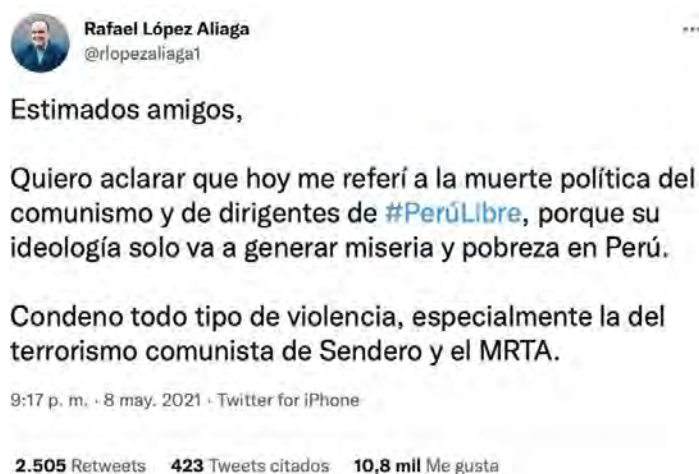 Rafael López Aliaga
@rlopezaliaga1
Estimados amigos,
Quiero aclarar que hoy me referí a la muerte política del
comunismo y de dirigentes de #PerúLIbre, porque su
ideología solo va a generar miseria y pobreza en Perú.
Condeno todo tipo de violencia, especialmente la del
terrorismo comunista de Sendero y el MRTA.
9:17 p. m. · 8 may. 2021 · Twitter for iPhone
2.505 Retweets 423 Tweets citados 10,8 mil Me gusta